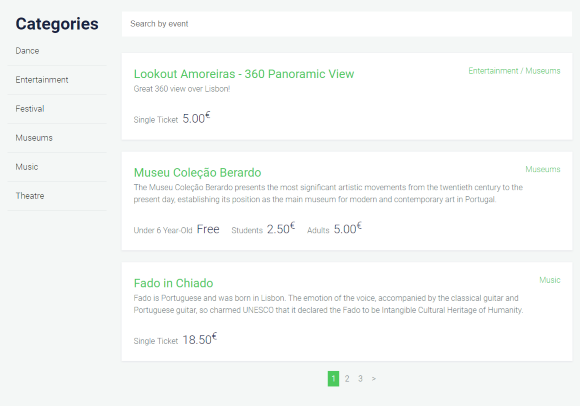 Categories
Dance
Entertainment
Festival
Museums
Music
Theatre
Search by event
Lookout Amoreiras - 360 Panoramic View
Entertainment / Museums
Great 360 view over Lisbon!
Single Ticket 5.00€
Museu Coleção Berardo
Museums
The Museu Coleção Berardo presents the most significant artistic movements from the twentieth century to the
present day, establishing its position as the main museum for modern and contemporary art in Portugal.
Under 6 Year-Old Free Students 2.50€ Adults 5.00€
Fado in Chiado
Music
Fado is Portuguese and was born in Lisbon. The emotion of the voice, accompanied by the classical guitar and
Portuguese guitar, so charmed UNESCO that it declared the Fado to be Intangible Cultural Heritage of Humanity.
Single Ticket 18.50€
1 2 3 >